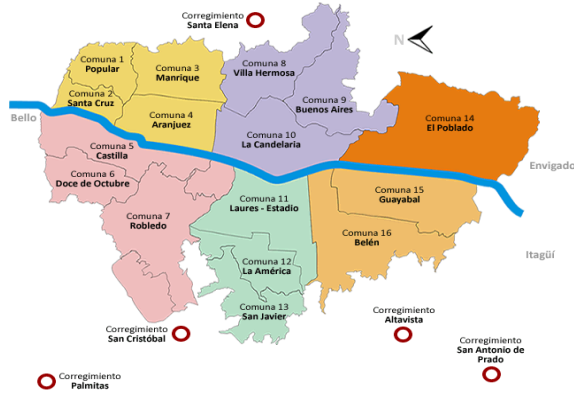 Corregimiento
Santa Elena
N
Comuna 1
Popular
Comuna 3
Manrique
Comuna 8
Villa Hermosa
Comuna 2
Santa Cruz
Comuna 9
Buenos Aires
Comuna 4
Aranjuez
Bello
Comuna 14
El Poblado
Comuna 10
La Candelaria
Comuna 5
Castilla
Envigado
Comuna 6
Doce de Octubre
Comuna 15
Guayabal
Comuna 11
Laures - Estadio
Comuna 7
Robledo
Comuna 16
Belén
Itagüí
Comuna 12
La América
Comuna 13
San Javier
Corregimiento
Altavista
Corregimiento
San Cristóbal
Corregimiento
San Antonio de
Prado
Corregimiento
Palmitas